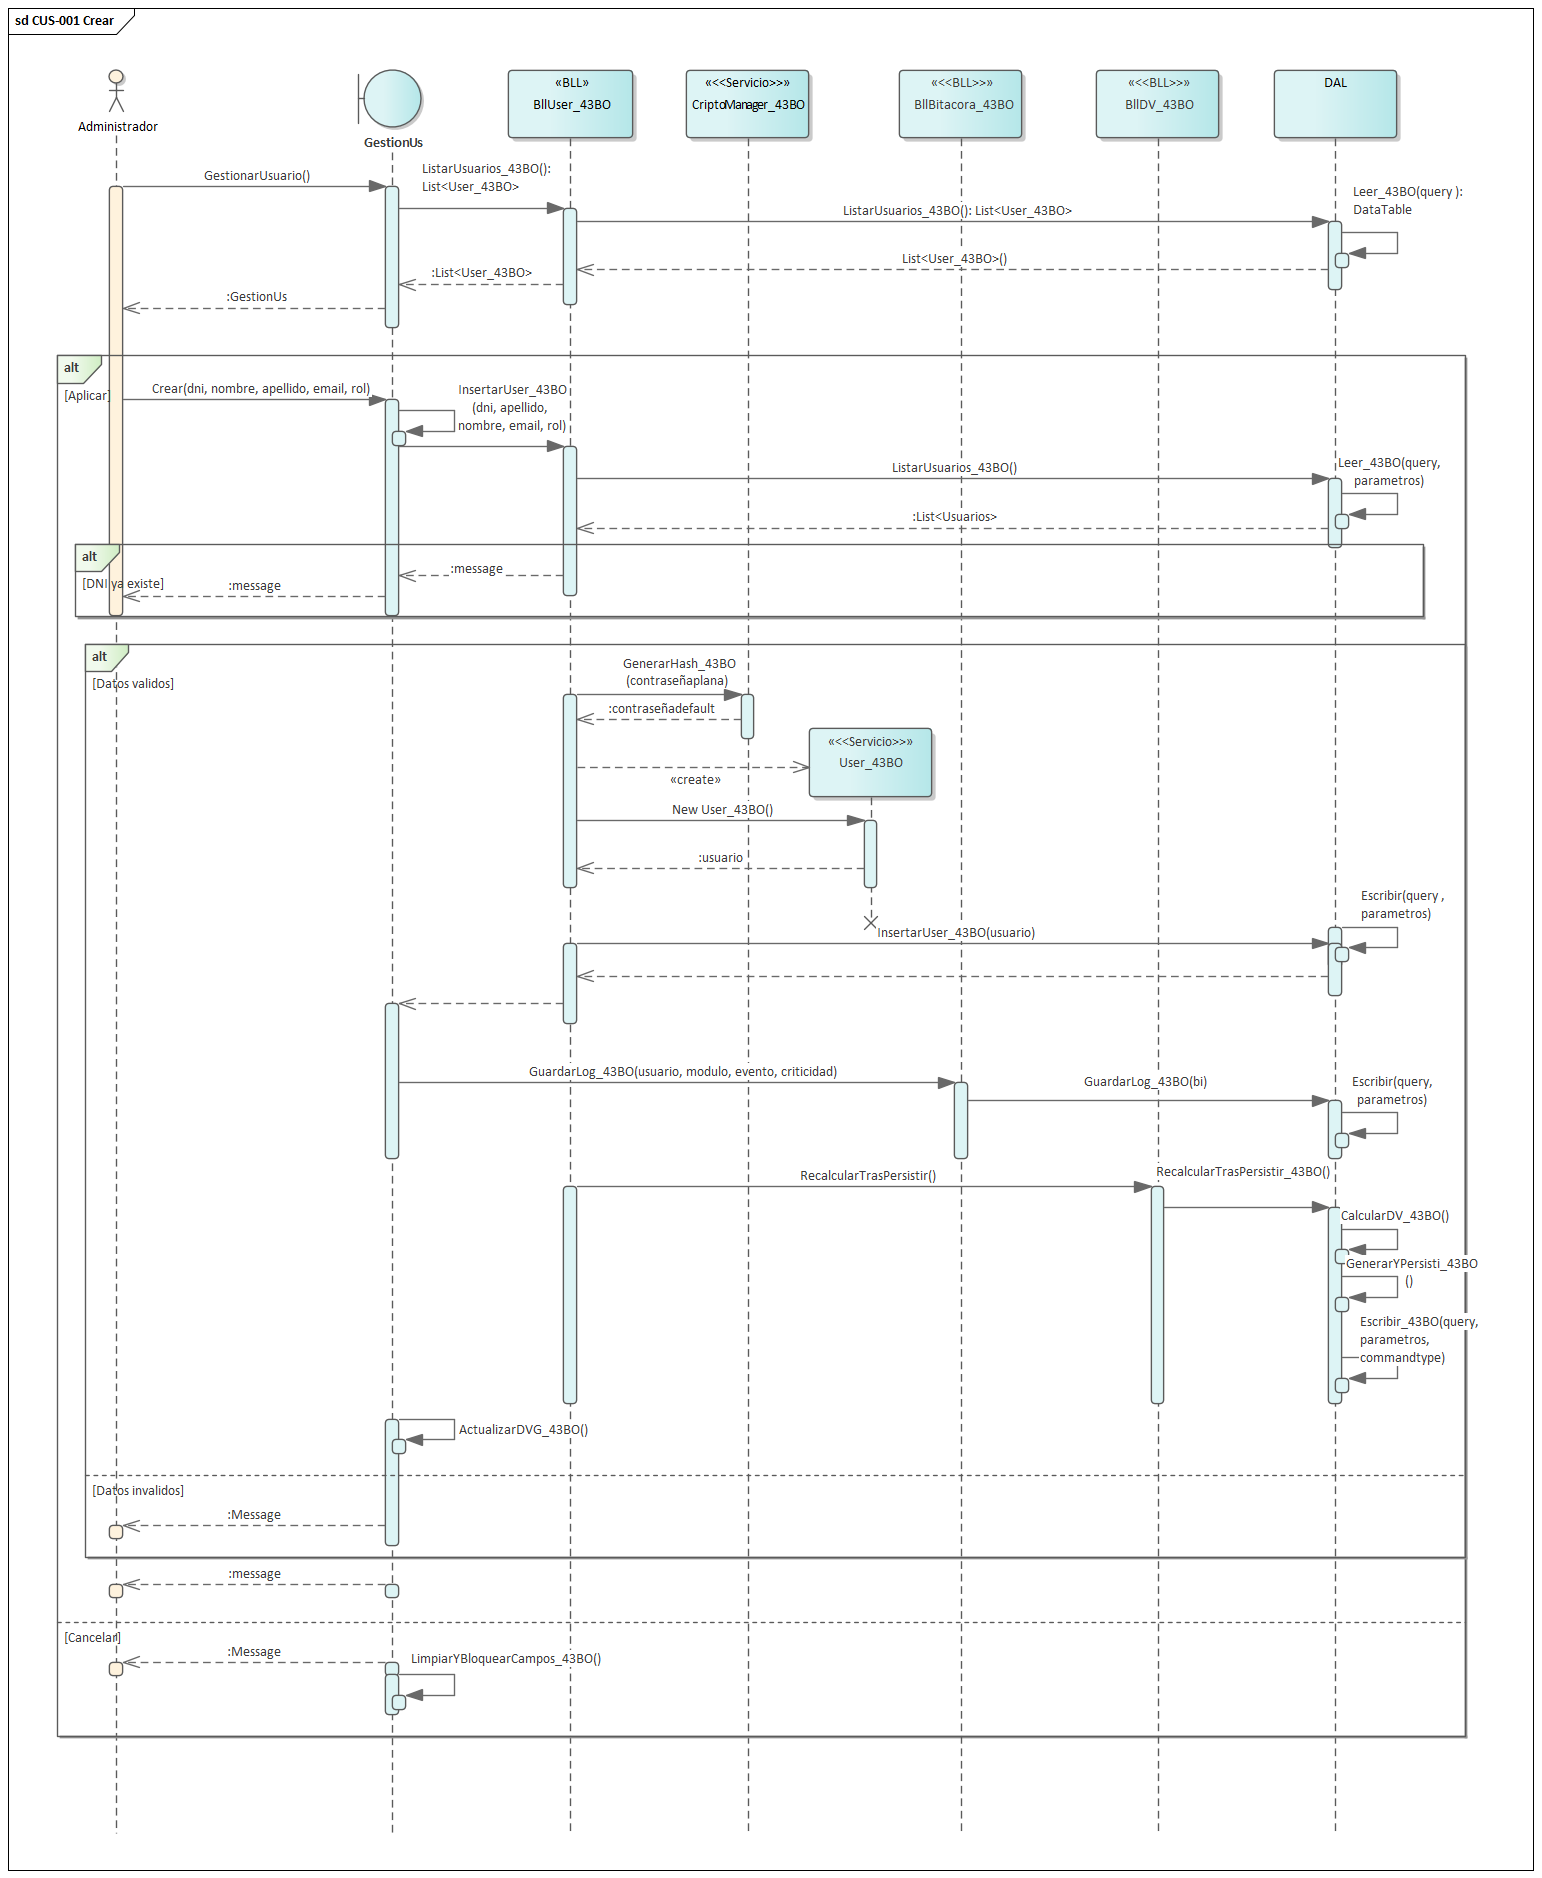 sd CUS-001 Crear
Administrador
GestionUs
«BLL»
BllUser_43BO
«<<Servicio>>»
CriptoManager_43BO
«<<BLL>>»
BllBitacora_43BO
«<<BLL>>»
BllDV_43BO
DAL
GestionarUsuario()
ListarUsuarios_43BO():
List<User_43BO>
ListarUsuarios_43BO(): List<User_43BO>
Leer_43BO(query ):
DataTable
List<User_43BO>()
:List<User_43BO>
:GestionUs
alt
[Aplicar]
Crear(dni, nombre, apellido, email, rol)
InsertarUser_43BO
(dni, apellido,
nombre, email, rol)
ListarUsuarios_43BO()
Leer_43BO(query,
parametros)
:List<Usuarios>
alt
[DNI ya existe]
:message
:message
alt
[Datos validos]
GenerarHash_43BO
(contraseñaplana)
:contraseñadefault
«<<Servicio>>»
User_43BO
«create»
New User_43BO()
:usuario
Escribir(query ,
parametros)
InsertarUser_43BO(usuario)
GuardarLog_43BO(usuario, modulo, evento, criticidad)
GuardarLog_43BO(bi)
Escribir(query,
parametros)
RecalcularTrasPersistir()
RecalcularTrasPersistir_43BO()
CalcularDV_43BO()
GenerarYPersisti_43BO
()
Escribir_43BO(query,
parametros,
commandtype)
ActualizarDVG_43BO()
[Datos invalidos]
:Message
:message
[Cancelar]
:Message
LimpiarYBloquearCampos_43BO()